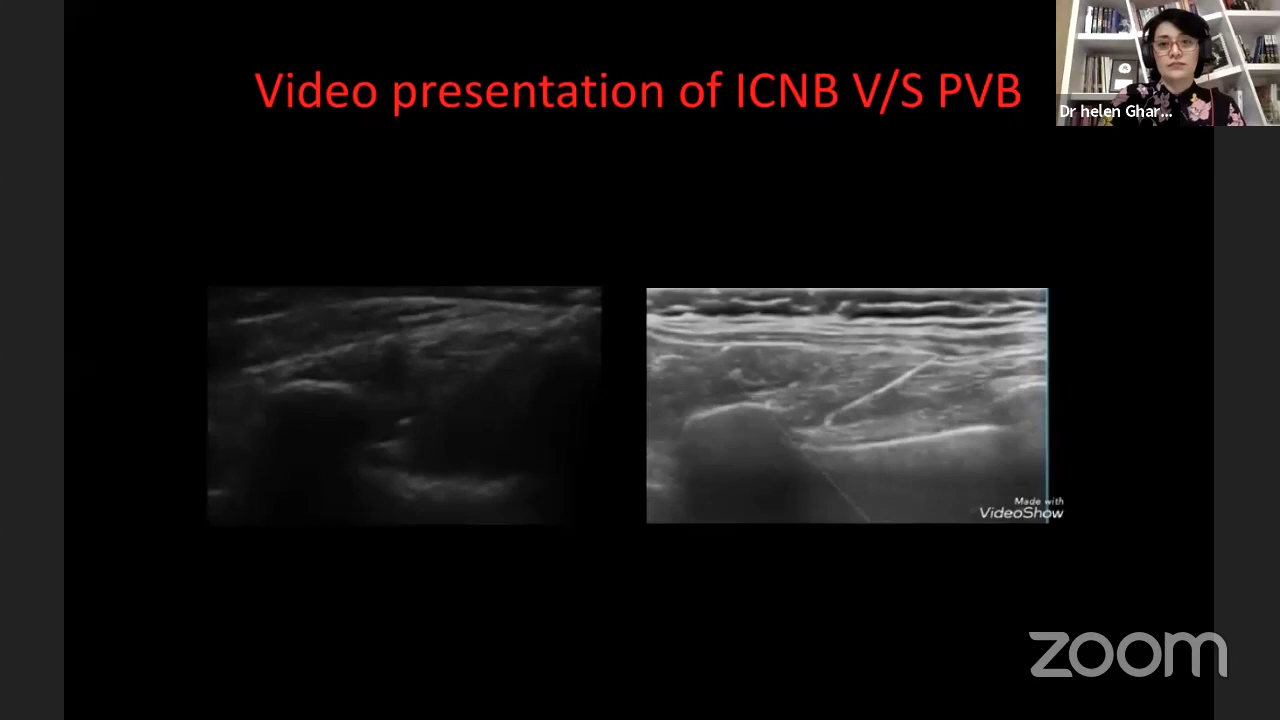 Video presentation of ICNB V/S PVB
Dr helen Ghar...
Made with
VideoShow
zoom